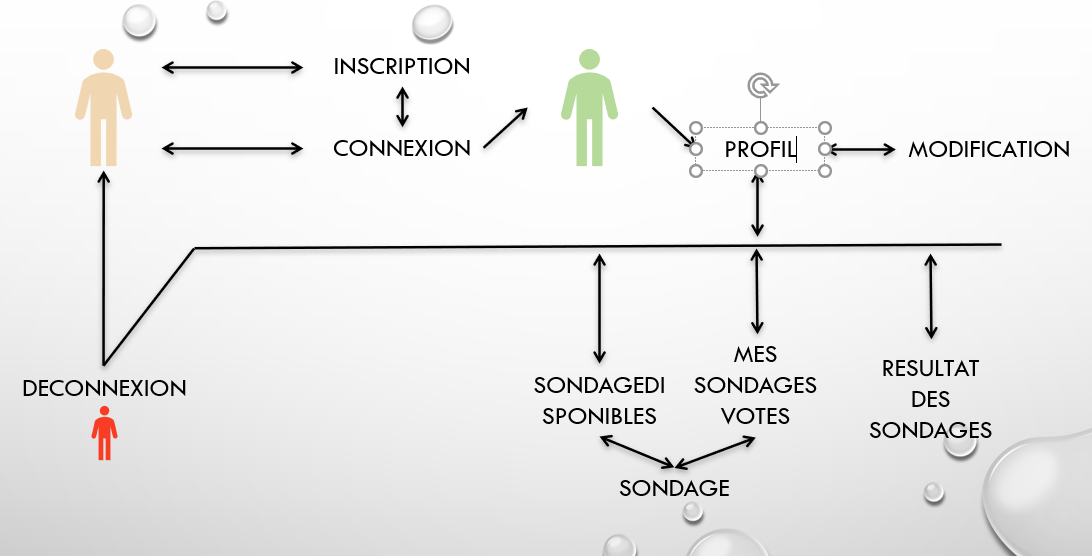 INSCRIPTION
CONNEXION
PROFIL
MODIFICATION
DECONNEXION
SONDAGEDI
SPONIBLES
MES
SONDAGES
VOTES
RESULTAT
DES
SONDAGES
SONDAGE